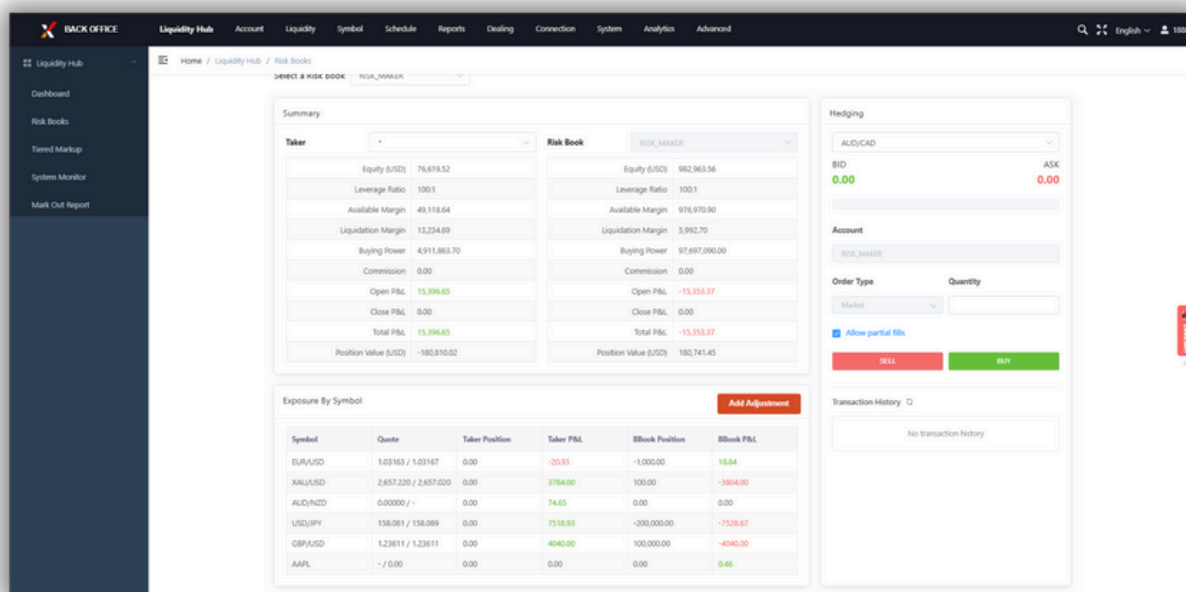 BACK OFFICE
Liquidity Hub Account Liquidity Symbol Schedule Reports Dealing Connection System Analytics Advanced
English
Liquidity Hub
Dashboard
Risk Books
Tiered Markup
System Monitor
Mark Out Report
Home / Liquidity Hub / Risk Books
Select a Risk Book RISK_MAKER
Summary
Taker *
Equity (USD) 76,619.52
Leverage Ratio 100:1
Available Margin 49,118.64
Liquidation Margin 13,234.69
Buying Power 4,911,863.70
Commission 0.00
Open P&L 15,396.65
Close P&L 0.00
Total P&L 15,396.65
Position Value (USD) -180,810.02
Risk Book RISK_MAKER
Equity (USD) 982,963.56
Leverage Ratio 100:1
Available Margin 976,970.90
Liquidation Margin 5,992.70
Buying Power 97,697,090.00
Commission 0.00
Open P&L -15,353.37
Close P&L 0.00
Total P&L -15,353.37
Position Value (USD) 180,741.45
Exposure By Symbol
Add Adjustment
Symbol Quote Taker Position Taker P&L BBook Position BBook P&L
EUR/USD 1.03163 / 1.03167 0.00 -20.93 -1,000.00 18.84
XAU/USD 2,657.220 / 2,657.020 0.00 3784.00 100.00 -3804.00
AUD/NZD 0.00000 / - 0.00 74.65 0.00 0.00
USD/JPY 158.081 / 158.089 0.00 7518.93 -200,000.00 -7528.67
GBP/USD 1.23611 / 1.23611 0.00 4040.00 100,000.00 -4040.00
AAPL - / 0.00 0.00 0.00 0.00 0.46
Hedging
AUD/CAD
BID ASK
0.00 0.00
Account
RISK_MAKER
Order Type Quantity
Market
Allow partial fills
SELL BUY
Transaction History
No transaction history